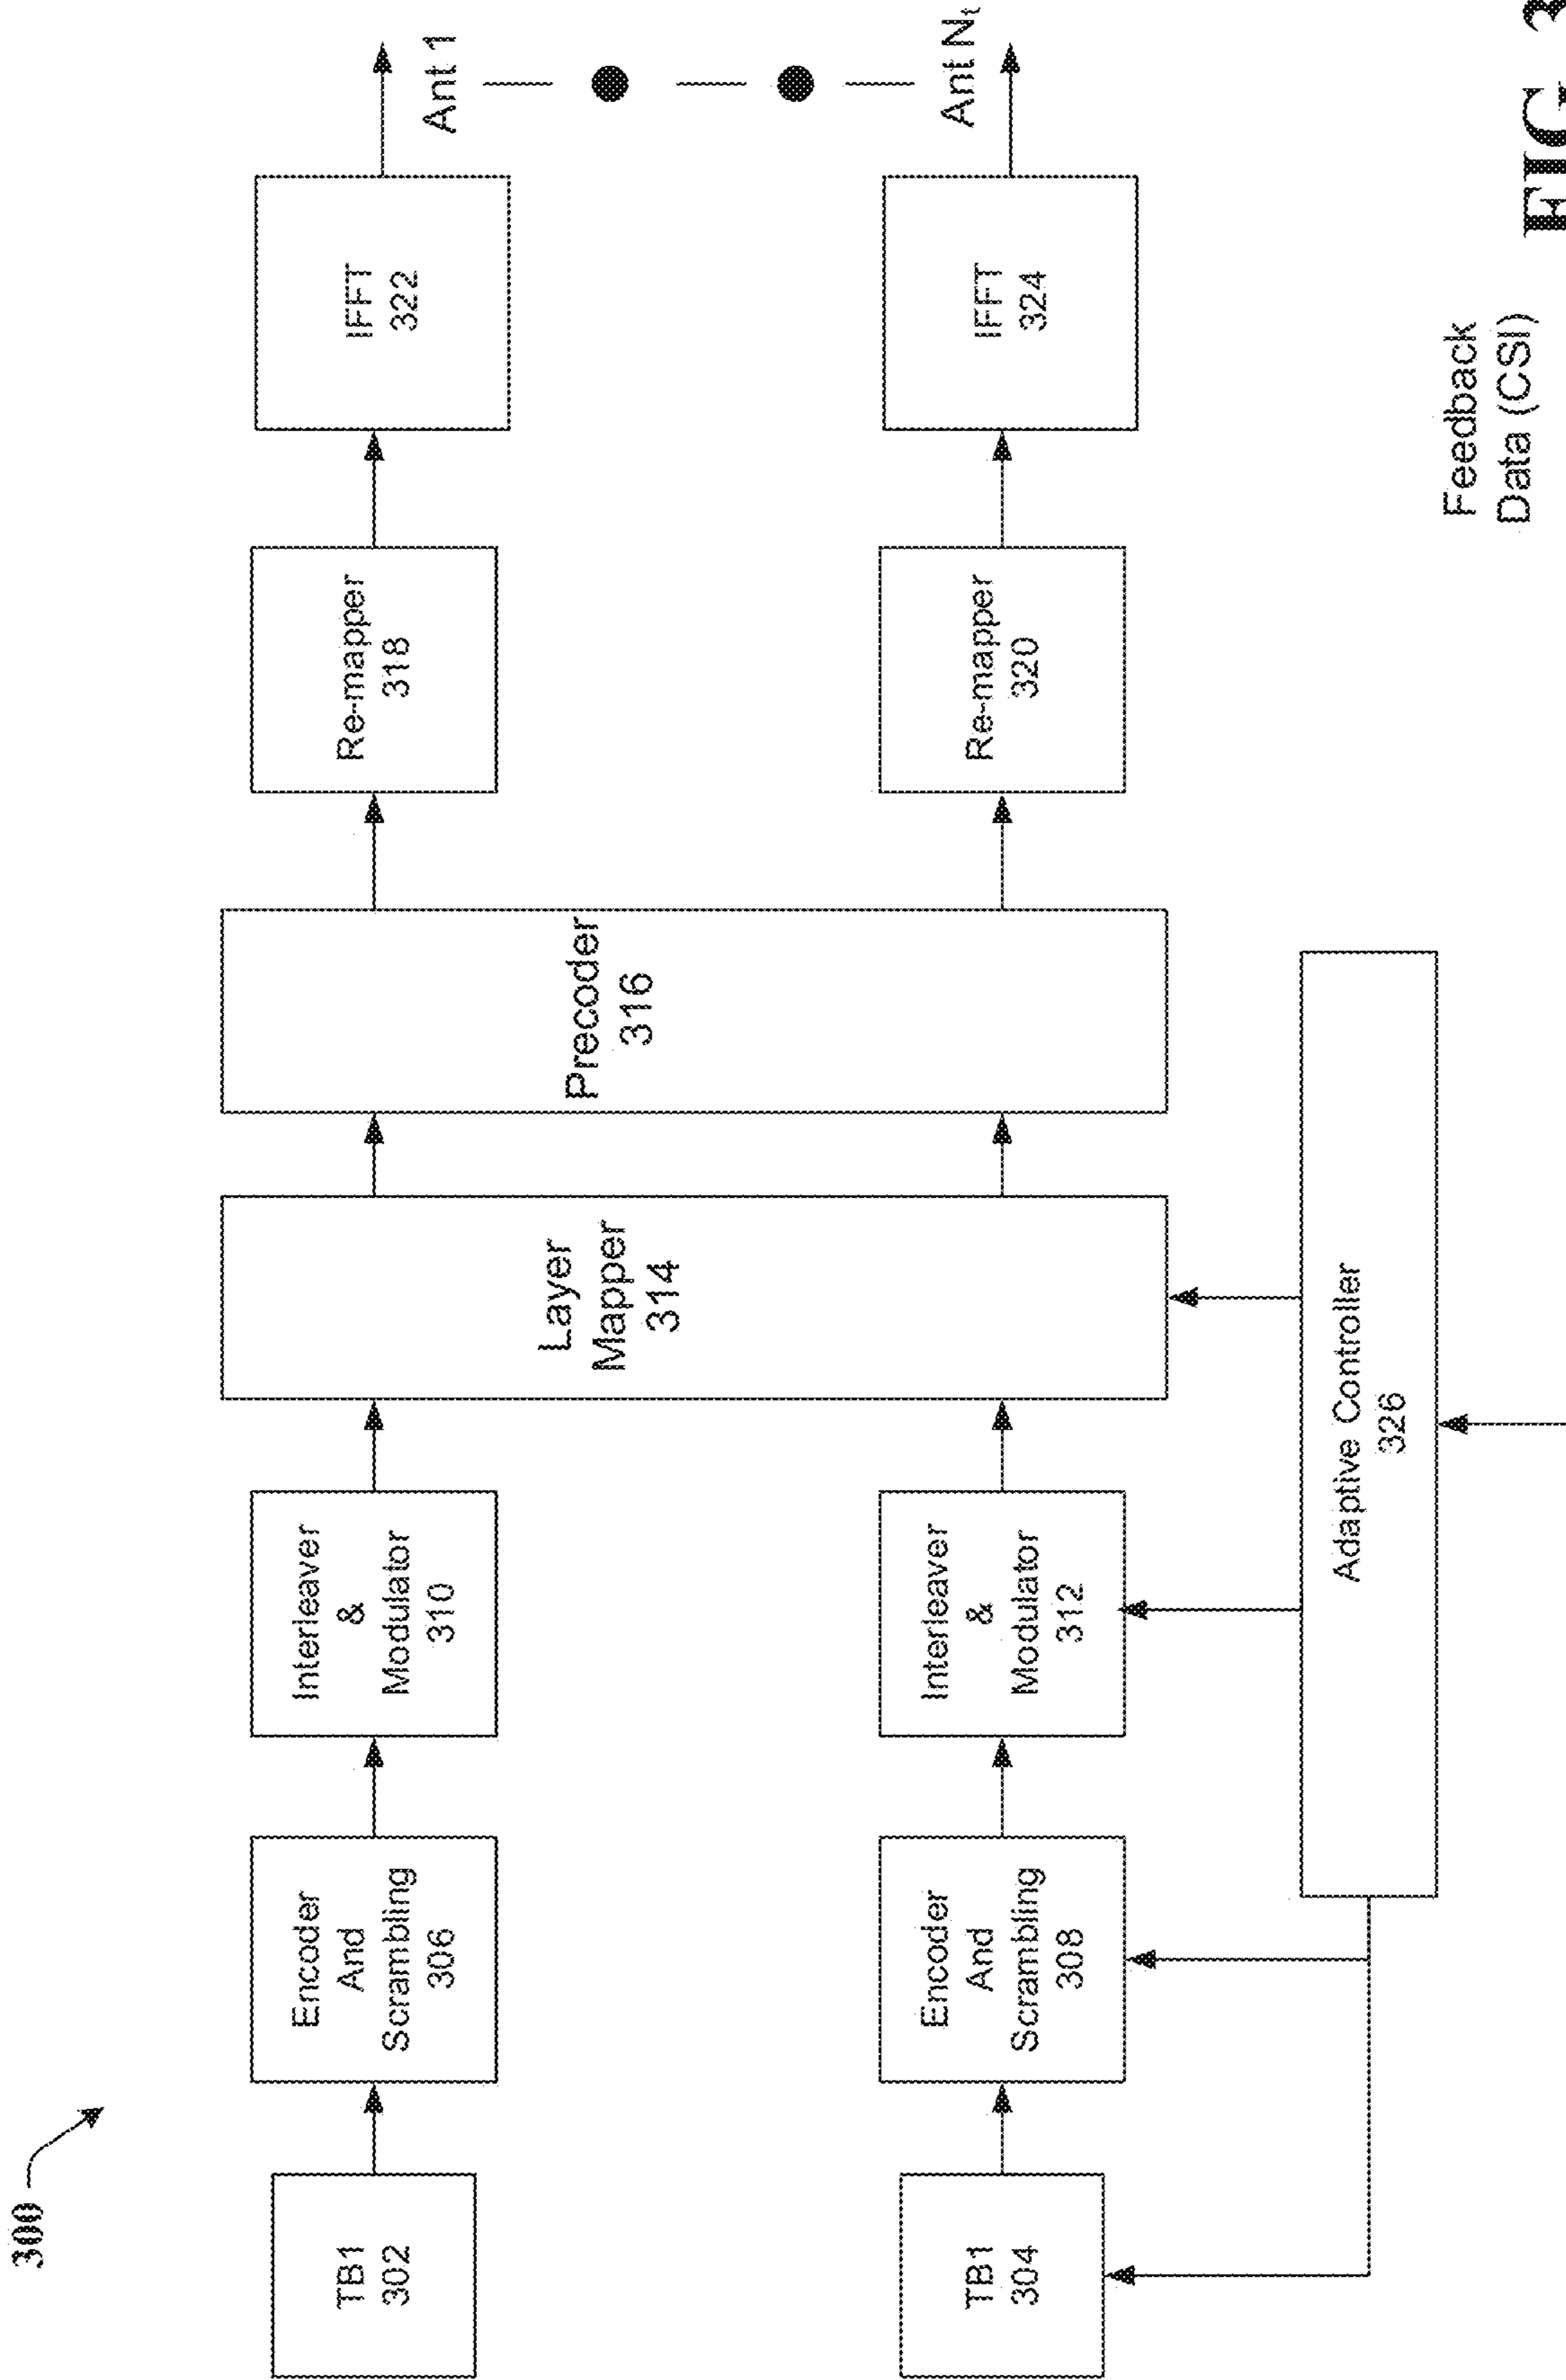 300
TB1
302
Encoder
And
Scrambling
306
Interleaver
&
Modulator
310
Layer
Mapper
314
Precoder
316
Re-mapper
318
IFFT
322
Ant 1
TB1
304
Encoder
And
Scrambling
308
Interleaver
&
Modulator
312
Re-mapper
320
IFFT
324
Ant Nt
Adaptive Controller
326
Feedback
Data (CSI)
FIG 3